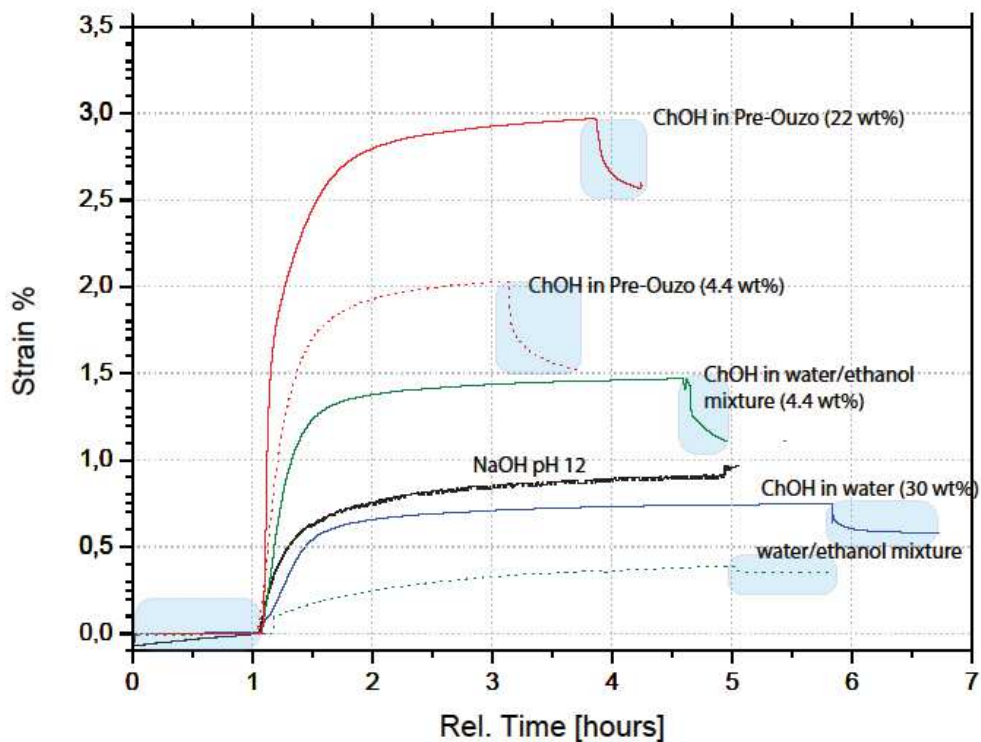 3,5
3,0
2,5
2,0
1,5
1,0
0,5
0,0
Strain %
ChOH in Pre-Ouzo (22 wt%)
ChOH in Pre-Ouzo (4.4 wt%)
ChOH in water/ethanol
mixture (4.4 wt%)
NaOH pH 12
ChOH in water (30 wt%)
water/ethanol mixture
0 1 2 3 4 5 6 7
Rel. Time [hours]